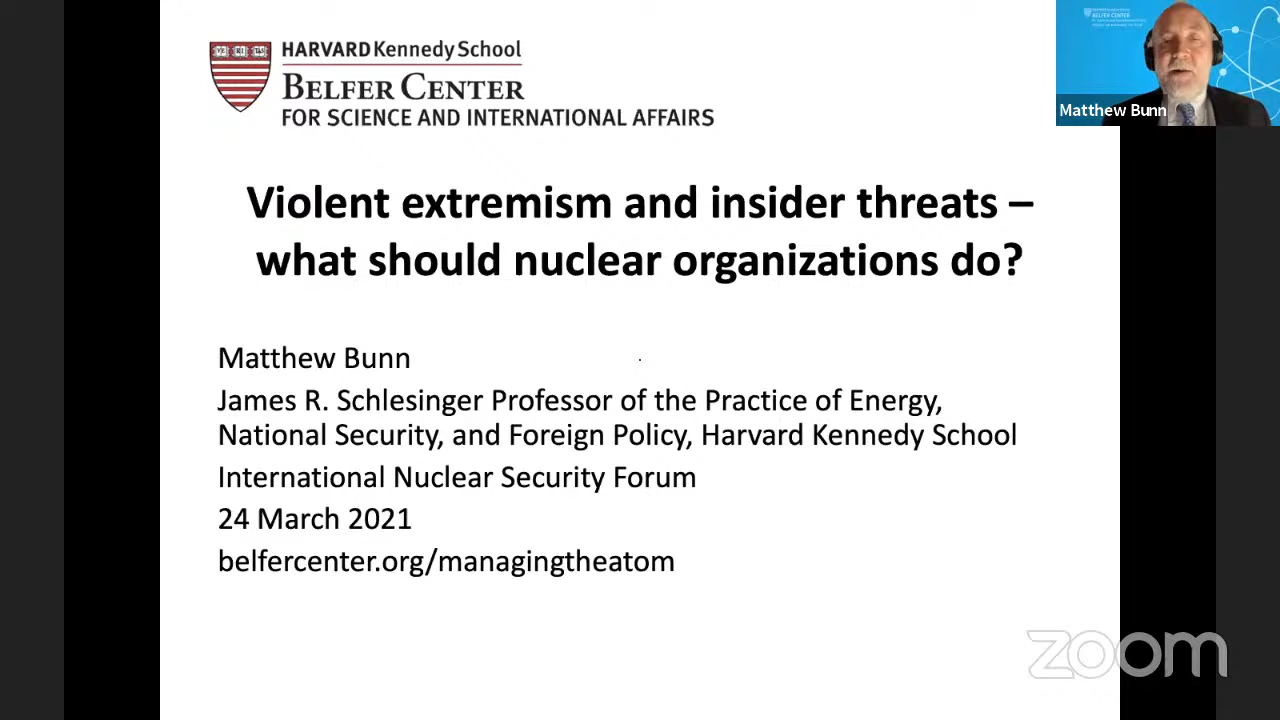 HARVARD Kennedy School
BELFER CENTER
FOR SCIENCE AND INTERNATIONAL AFFAIRS
Matthew Bunn
Violent extremism and insider threats –
what should nuclear organizations do?
Matthew Bunn
James R. Schlesinger Professor of the Practice of Energy,
National Security, and Foreign Policy, Harvard Kennedy School
International Nuclear Security Forum
24 March 2021
belfercenter.org/managingtheatom
zoom